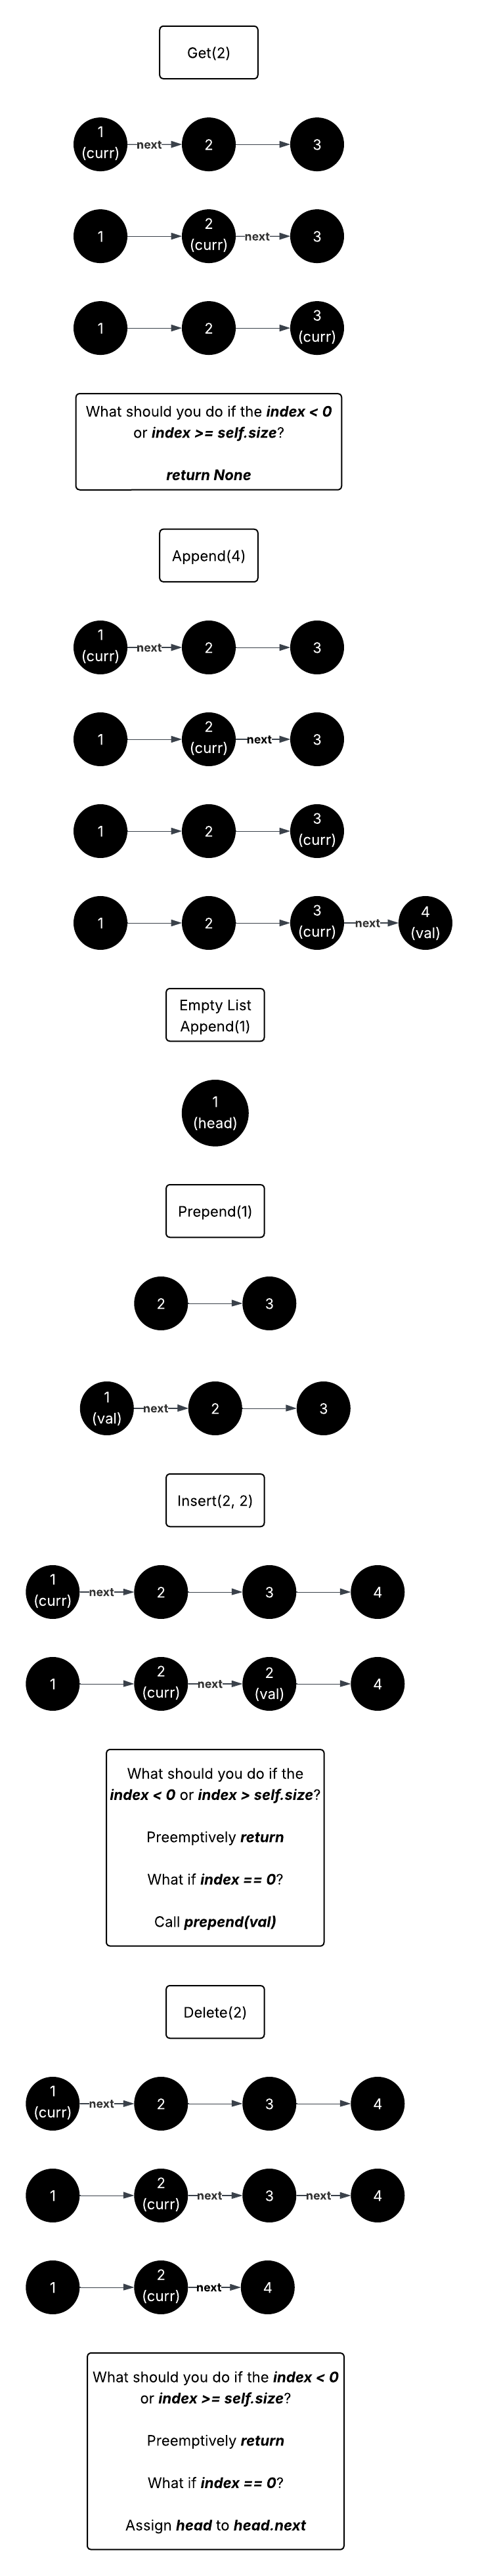 Get(2)
1
(curr)
next
2
3
1
2
(curr)
next
3
1
2
3
(curr)
What should you do if the index < 0
or index >= self.size?
return None
Append(4)
1
(curr)
next
2
3
1
2
(curr)
next
3
1
2
3
(curr)
1
2
3
(curr)
next
4
(val)
Empty List
Append(1)
1
(head)
Prepend(1)
2
3
1
(val)
next
2
3
Insert(2, 2)
1
(curr)
next
2
3
4
1
2
(curr)
next
2
(val)
4
What should you do if the
index < 0 or index > self.size?
Preemptively return
What if index == 0?
Call prepend(val)
Delete(2)
1
(curr)
next
2
3
4
1
2
(curr)
next
3
next
4
1
2
(curr)
next
4
What should you do if the index < 0
or index >= self.size?
Preemptively return
What if index == 0?
Assign head to head.next